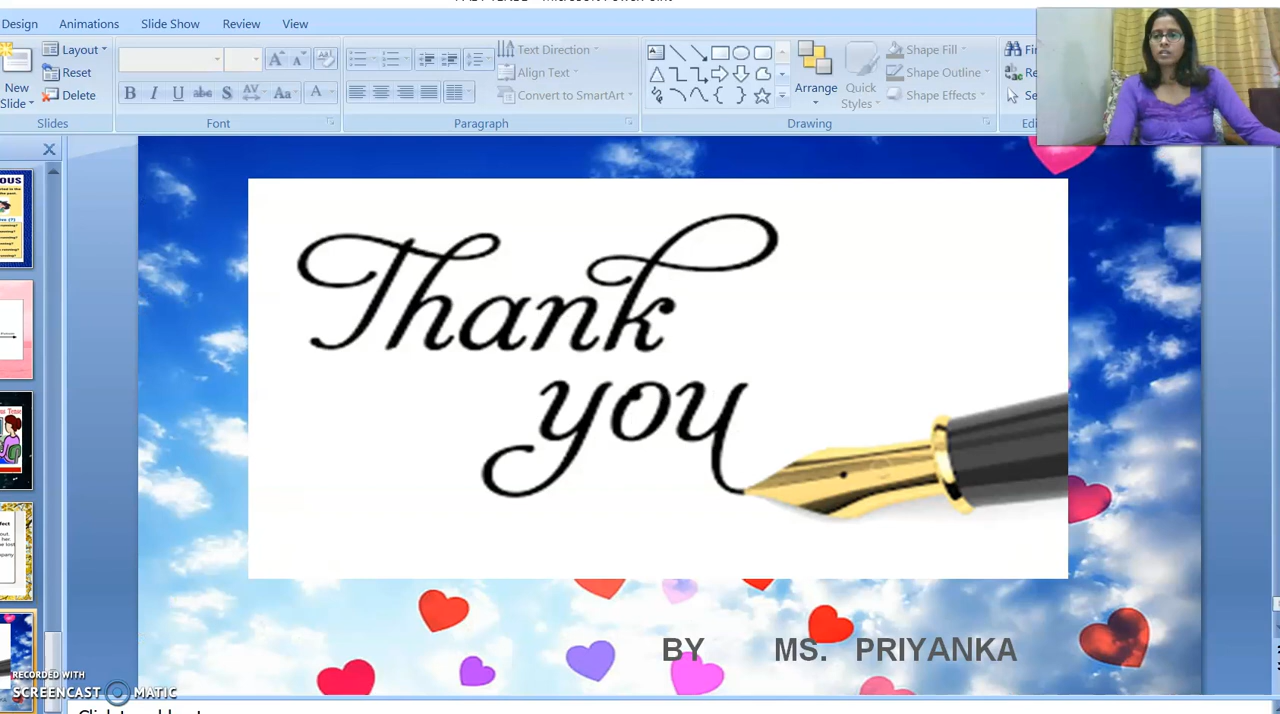 Design Animations Slide Show Review View
Layout
New Slide
Reset
Delete
Slides
Font
Text Direction
Align Text
Convert to SmartArt
Paragraph
Arrange
Quick Styles
Shape Fill
Shape Outline
Shape Effects
Drawing
Thank
you
BY MS. PRIYANKA
RECORDED WITH
SCREENCAST MATIC